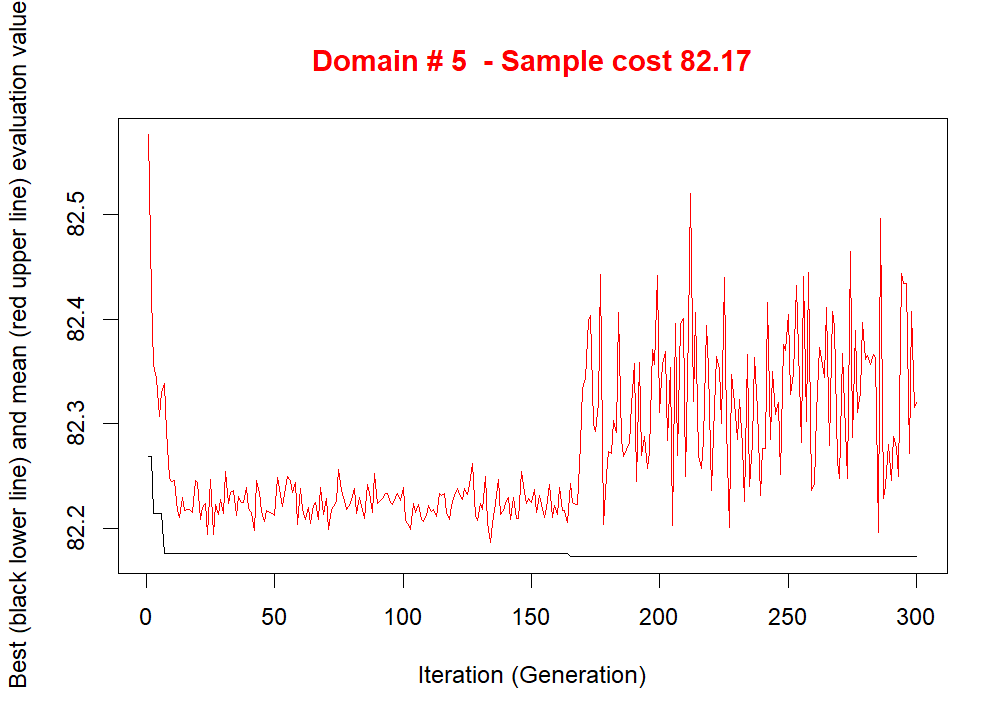 Domain # 5  - Sample cost 82.17
Best (black lower line) and mean (red upper line) evaluation value
82.5
82.4
82.3
82.2
0 50 100 150 200 250 300
Iteration (Generation)